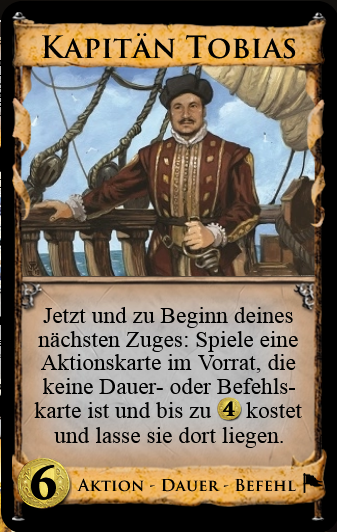 KAPITÄN TOBIAS
Jetzt und zu Beginn deines
nächsten Zuges: Spiele eine
Aktionskarte im Vorrat, die
keine Dauer- oder Befehls-
karte ist und bis zu 4 kostet
und lasse sie dort liegen.
6 AKTION - DAUER - BEFEHL